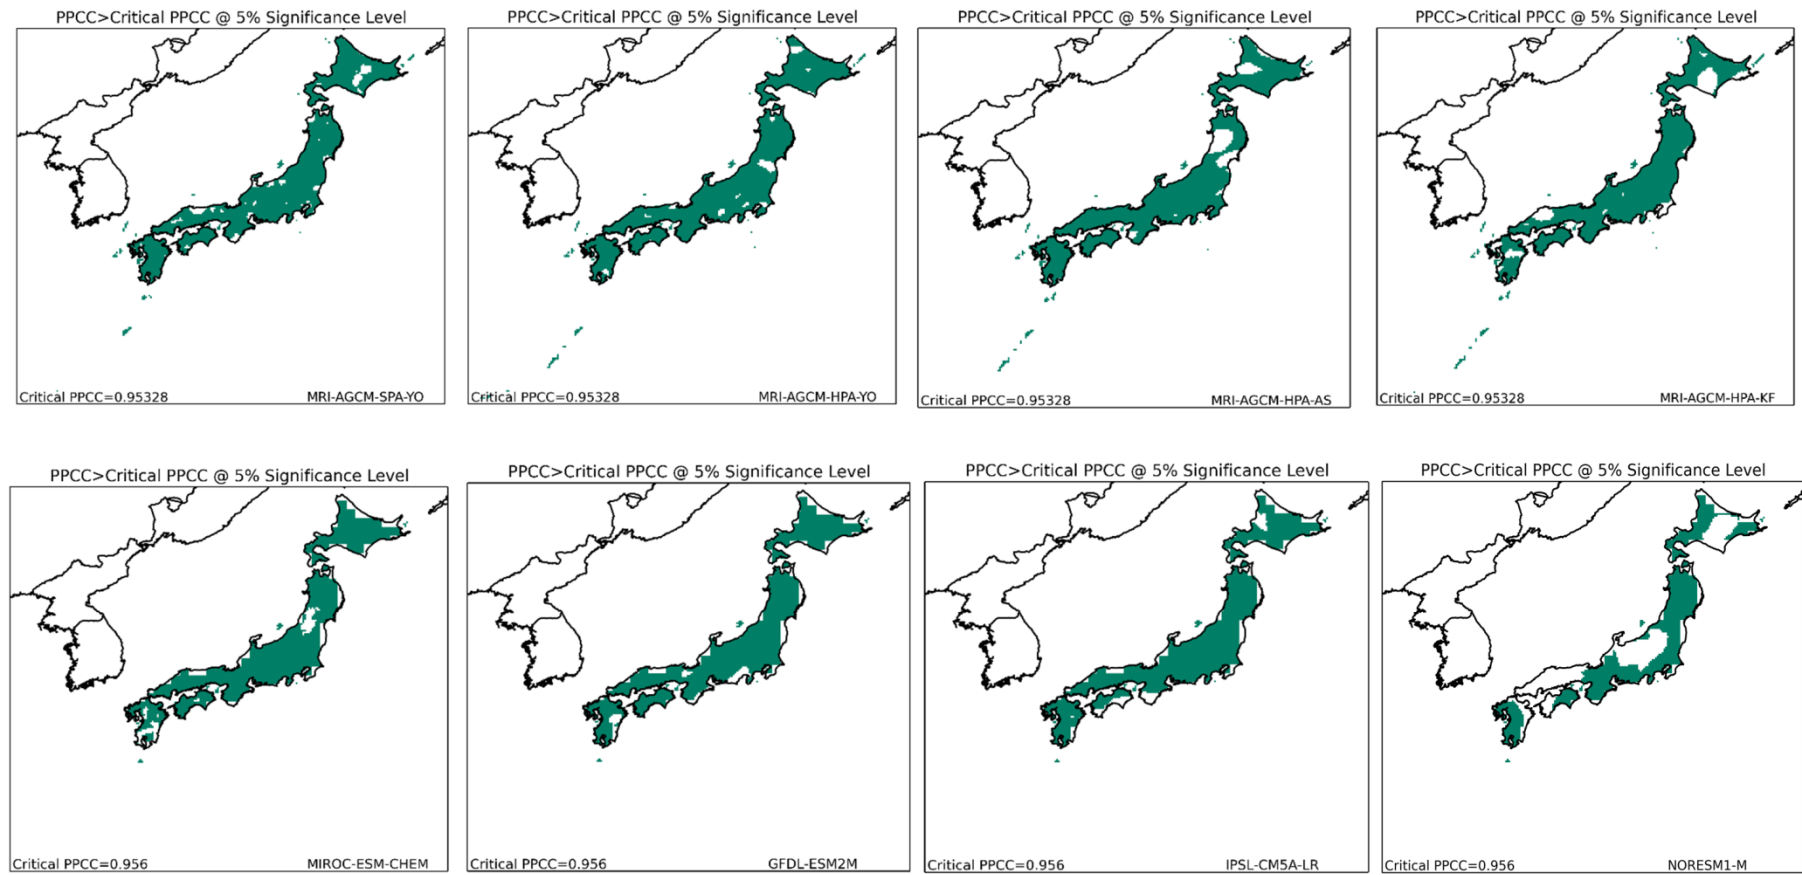 PPCC>Critical PPCC @ 5% Significance Level
PPCC>Critical PPCC @ 5% Significance Level
PPCC>Critical PPCC @ 5% Significance Level
PPCC>Critical PPCC @ 5% Significance Level
Critical PPCC=0.95328
MRI-AGCM-SPA-YO
Critical PPCC=0.95328
MRI-AGCM-HPA-YO
Critical PPCC=0.95328
MRI-AGCM-HPA-AS
Critical PPCC=0.95328
MRI-AGCM-HPA-KF
PPCC>Critical PPCC @ 5% Significance Level
PPCC>Critical PPCC @ 5% Significance Level
PPCC>Critical PPCC @ 5% Significance Level
PPCC>Critical PPCC @ 5% Significance Level
Critical PPCC=0.956
MIROC-ESM-CHEM
Critical PPCC=0.956
GFDL-ESM2M
Critical PPCC=0.956
IPSL-CM5A-LR
Critical PPCC=0.956
NORESM1-M